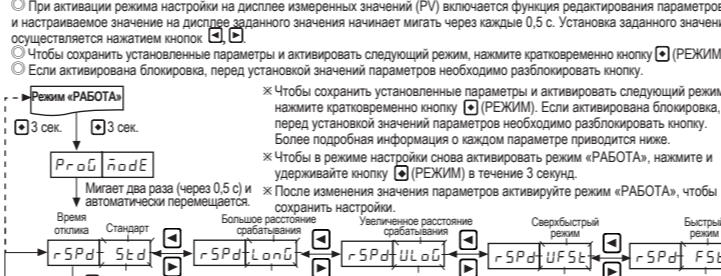 ◎ При активации режима настройки на дисплее измеренных значений (PV) включается функция редактирования параметров
и настраиваемое значение на дисплее заданного значения начинает мигать через каждые 0,5 с. Установка заданного
осуществляется нажатием кнопок ◄, ►.
◎ Чтобы сохранить установленные параметры и активировать следующий режим, нажмите кратковременно кнопку (РЕЖИМ
◎ Если активирована блокировка, перед установкой значений параметров необходимо разблокировать кнопку.
Режим «РАБОТА»
3 сек. 3 сек.
※ Чтобы сохранить установленные параметры и активировать следующий режим
нажмите кратковременно кнопку (РЕЖИМ). Если активирована блокировка,
перед установкой значений параметров необходимо разблокировать кнопку.
Более подробная информация о каждом параметре приводится ниже.
※ Чтобы в режиме настройки снова активировать режим «РАБОТА», нажмите и
удерживайте кнопку (РЕЖИМ) в течение 3 секунд.
※ После изменения значения параметров активируйте режим «РАБОТА», чтобы
сохранить настройки.
ProG modE
Мигает два раза (через 0,5 с) и
автоматически перемещается.
Время
отклика
Стандарт
Большое расстояние
срабатывания
Увеличенное расстояние
срабатывания
Сверхбыстрый
режим
Быстры
режим
rSPd Std ◄ ► rSPd LonG ◄ ► rSPd ULoG ◄ ► rSPd UFSt ◄ ► rSPd FSt